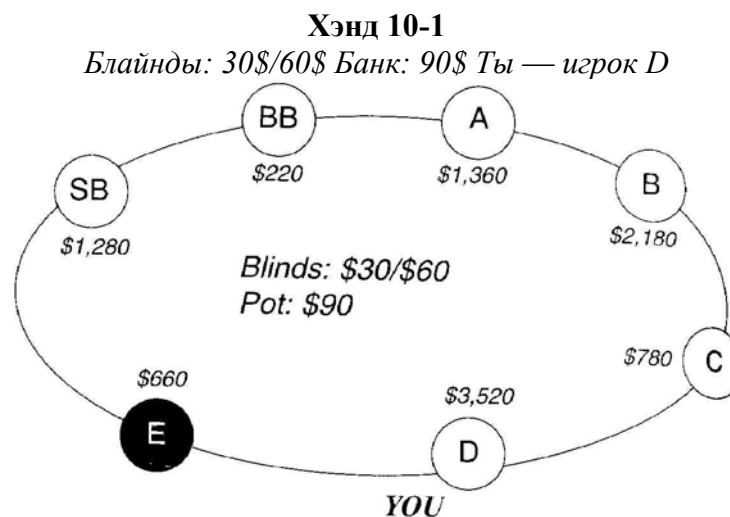 Хэнд 10-1
Блайнды: 30$/60$ Банк: 90$ Ты — игрок D
BB
$220
A
$1,360
SB
$1,280
B
$2,180
Blinds: $30/$60
Pot: $90
$780
C
$660
E
$3,520
D
YOU